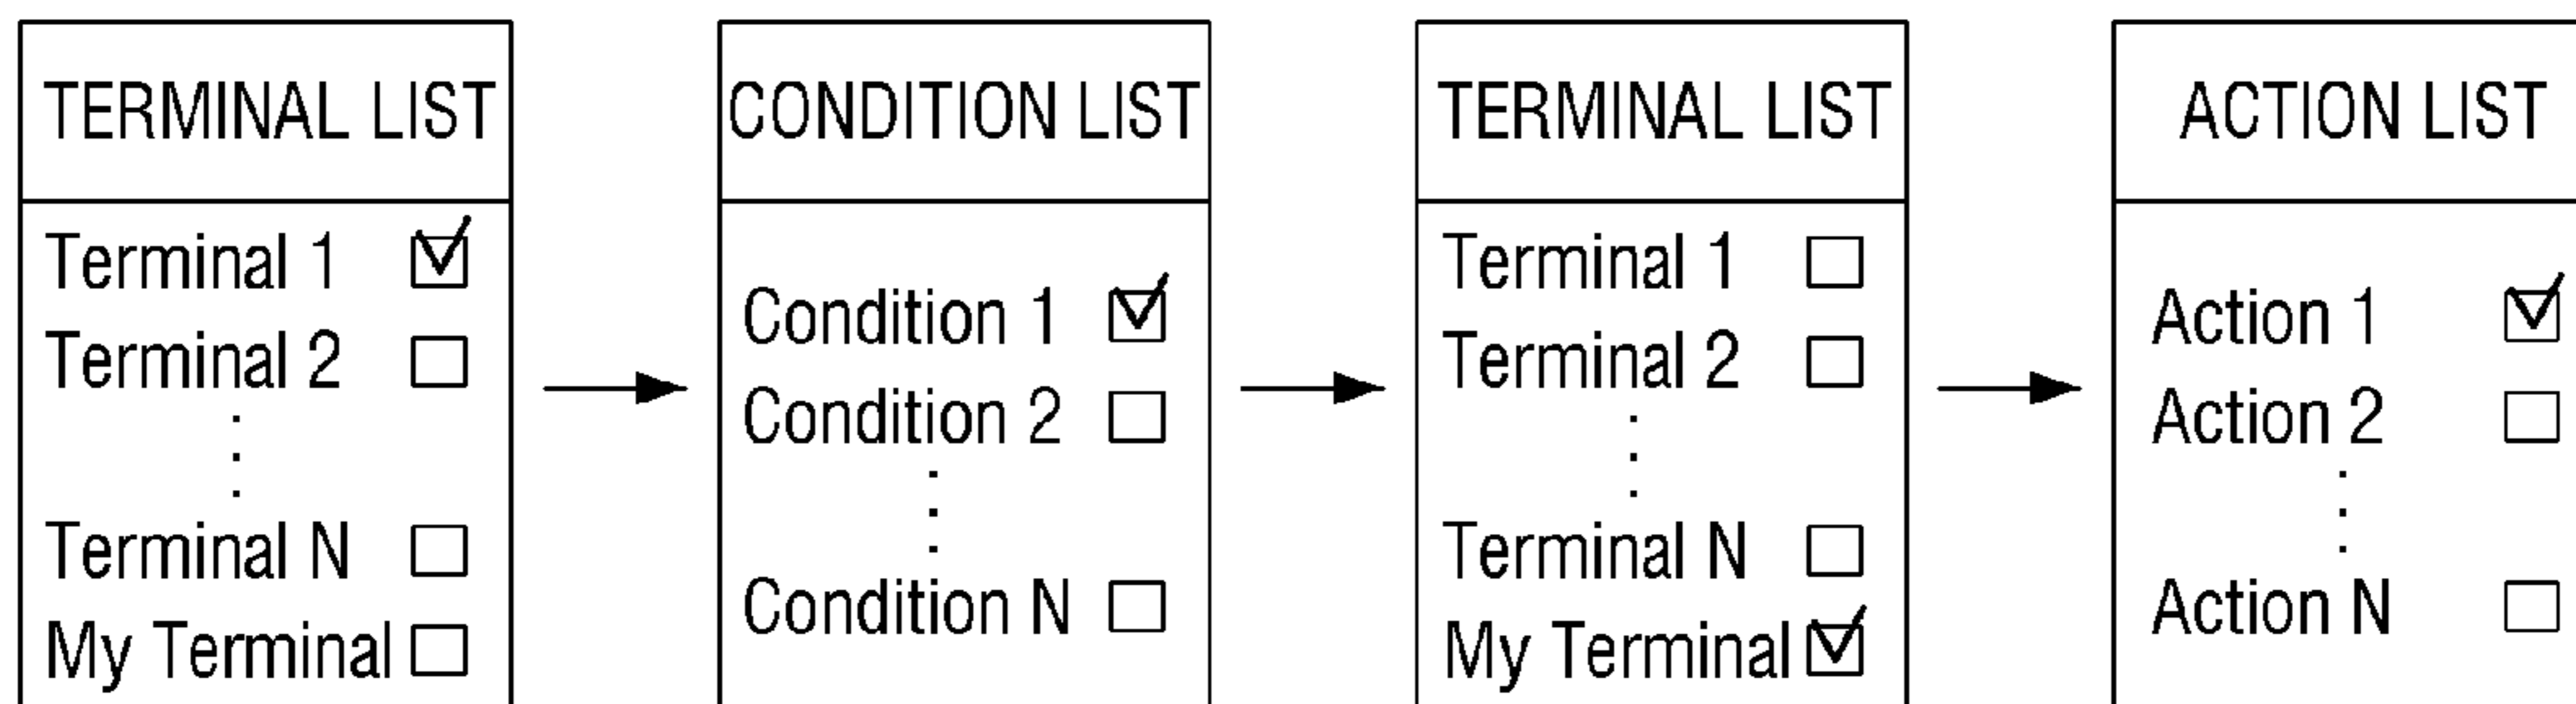 TERMINAL LIST
Terminal 1
Terminal 2
Terminal N
My Terminal
CONDITION LIST
Condition 1
Condition 2
Condition N
TERMINAL LIST
Terminal 1
Terminal 2
Terminal N
My Terminal
ACTION LIST
Action 1
Action 2
Action N